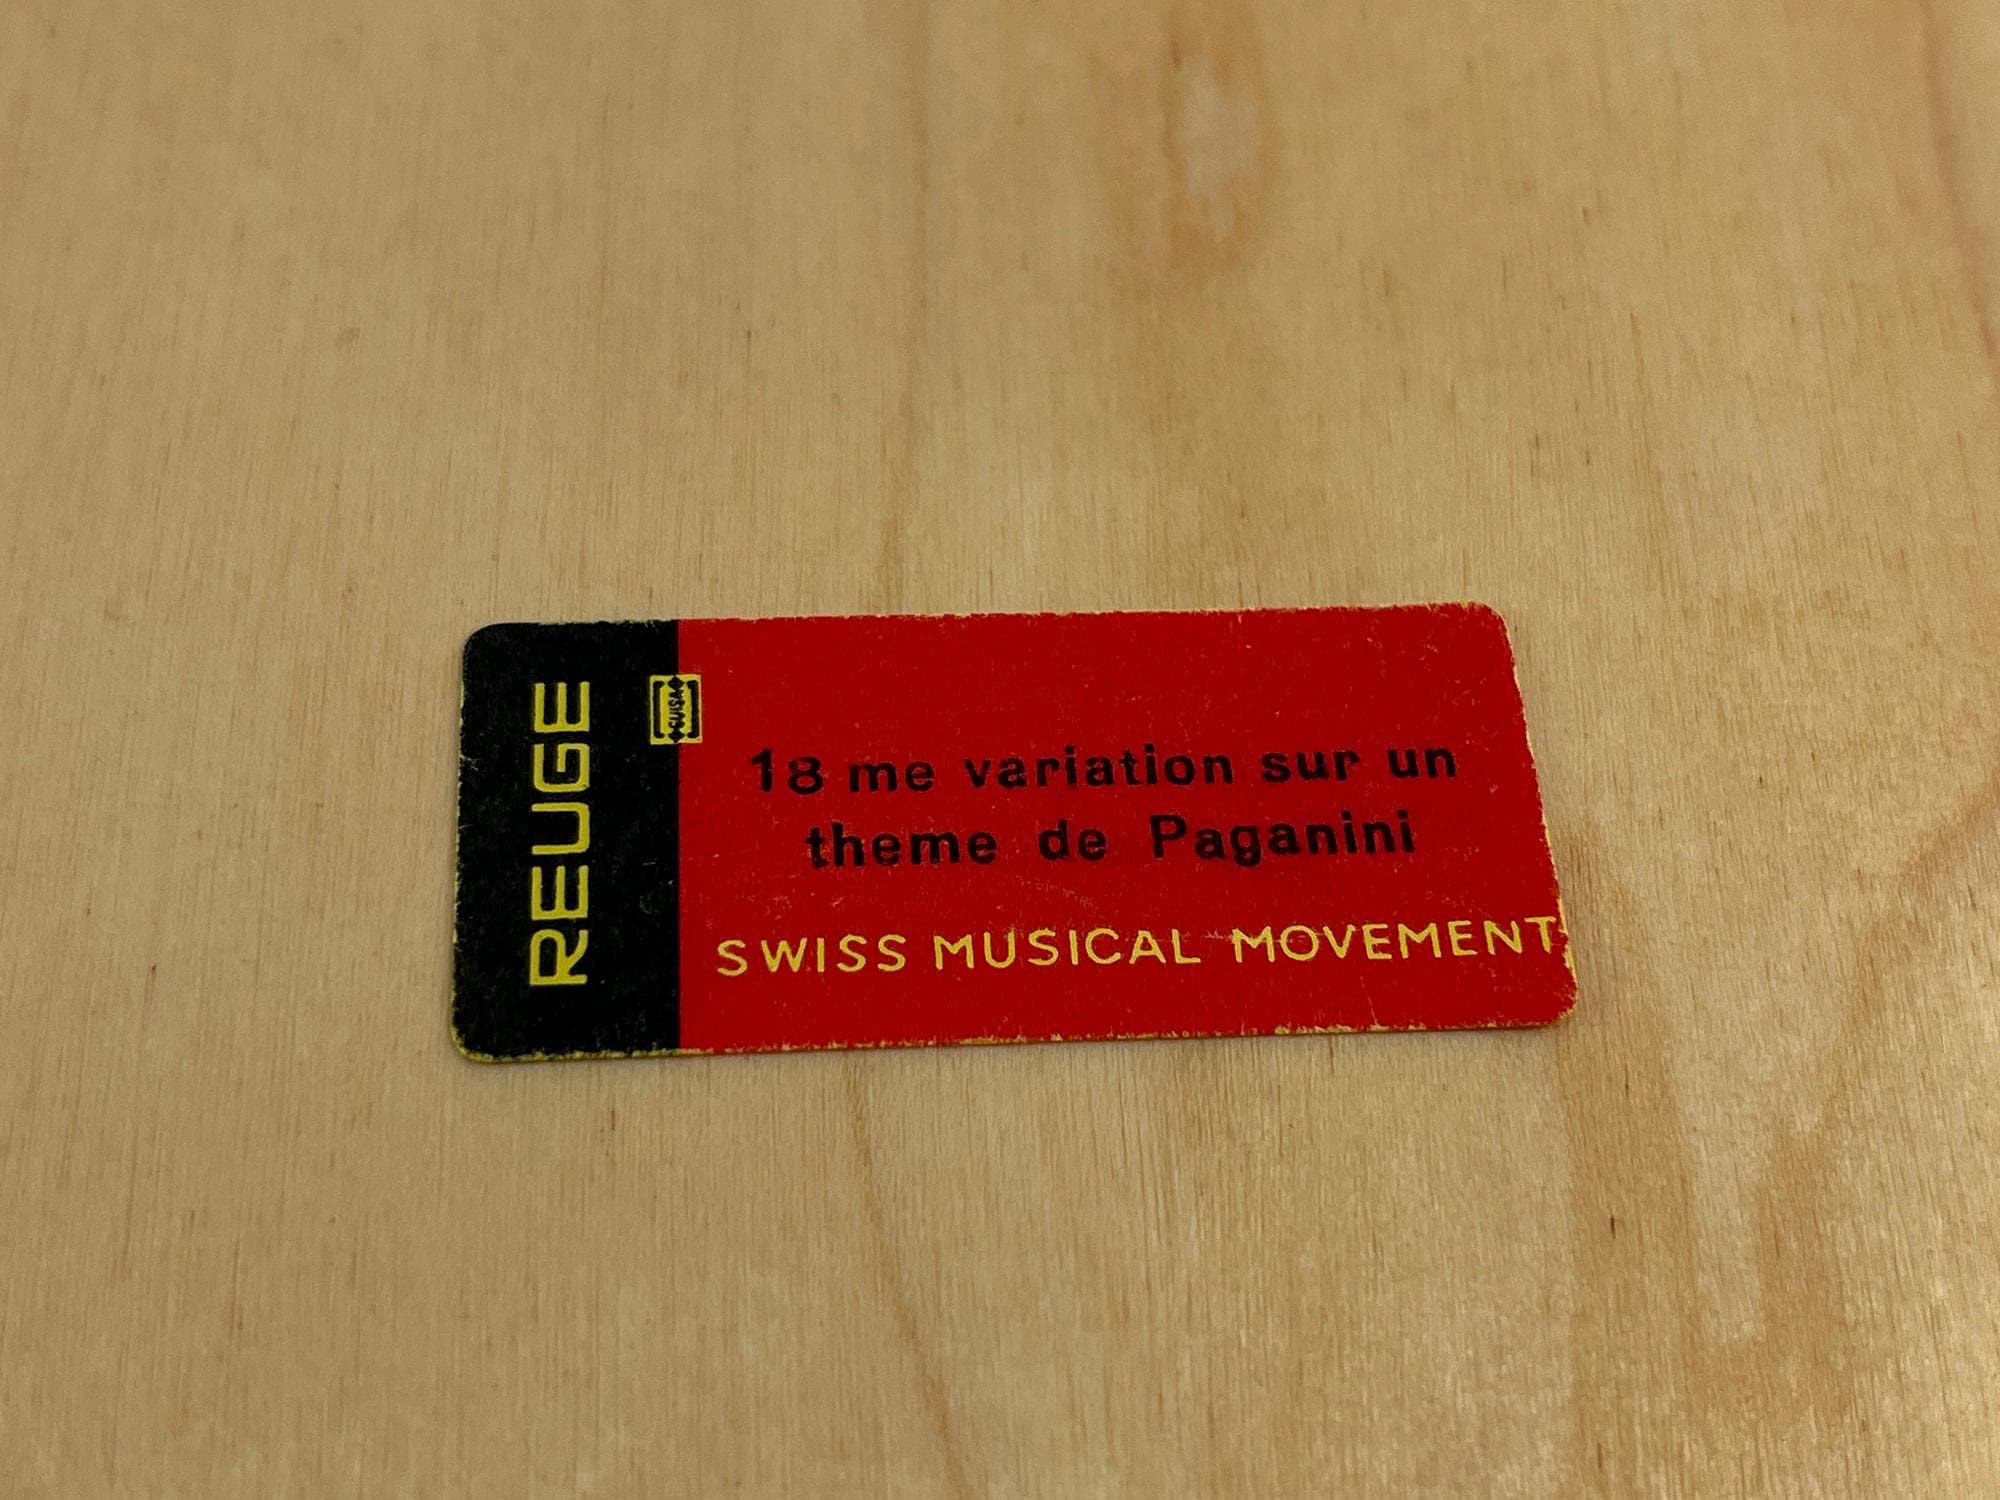 REUGE
SUISA
18 me variation sur un
theme de Paganini
SWISS MUSICAL MOVEMENT